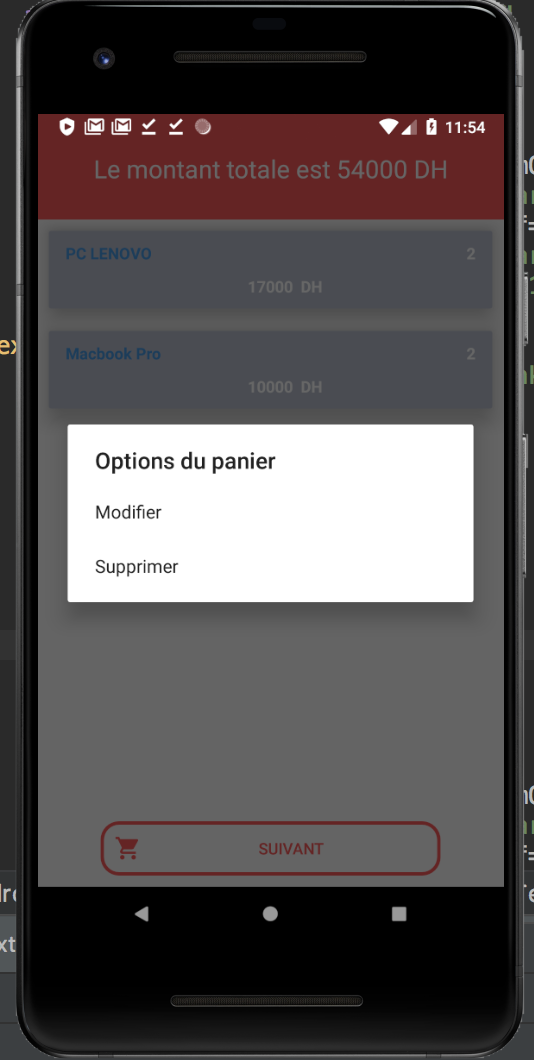 11:54
Le montant totale est 54000 DH
PC LENOVO 2
17000 DH
Macbook Pro 2
10000 DH
Options du panier
Modifier
Supprimer
SUIVANT